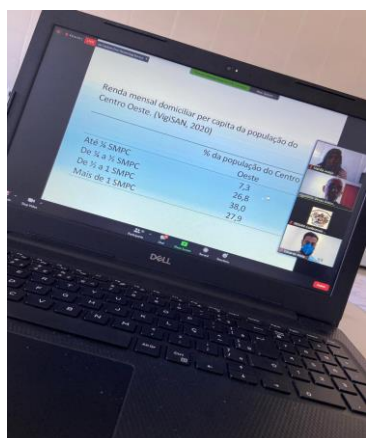 Renda mensal domiciliar per capita da população do
Centro Oeste. (VigiSAN, 2020)
% da população do Centro
Oeste
Até ¼ SMPC 7,3
De ¼ a ½ SMPC 26,8
De ½ a 1 SMPC 38,0
Mais de 1 SMPC 27,9
DELL